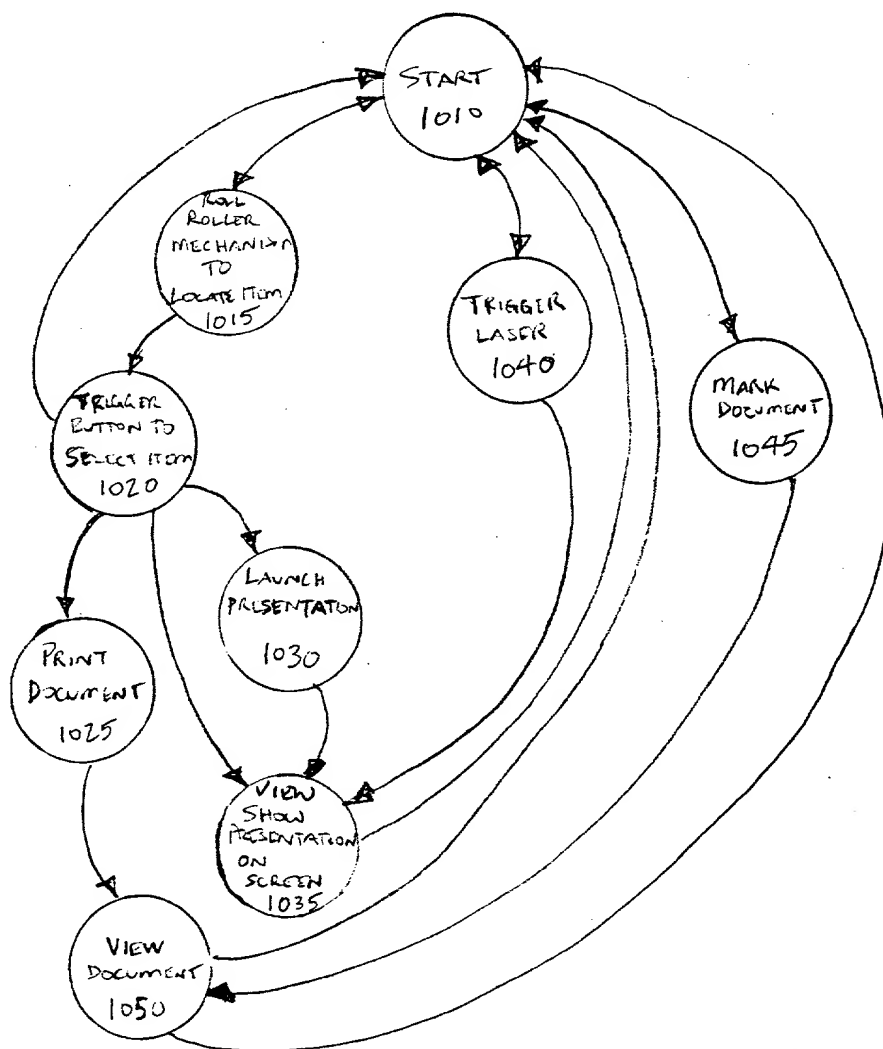 START
1010
ROLL
ROLLER
MECHANISM
TO
LOCATE ITEM
1015
TRIGGER
LASER
1040
MARK
DOCUMENT
1045
TRIGGER
BUTTON TO
SELECT ITEM
1020
LAUNCH
PRESENTATION
1030
PRINT
DOCUMENT
1025
VIEW
SHOW
PRESENTATION
ON
SCREEN
1035
VIEW
DOCUMENT
1050